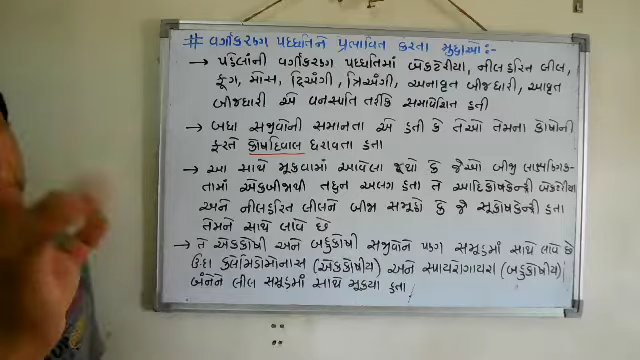 # વર્ગીકરણ પદ્ધતિને પ્રભાવિત કરતા મુદ્દાઓ:-
→ પહેલાંની વર્ગીકરણ પદ્ધતિમાં બેક્ટેરીયા, નીલહરિત લીલ,
ફૂગ, મોસ, દ્વિઅંગી, ત્રિઅંગી, અનાવૃત બીજધારી, આવૃત
બીજધારી એ વનસ્પતિ તરીકે સમાવેશિત હતી
→ બધા સજીવોની સમાનતા એ હતી કે તેઓ તેમના કોષોની
ફરતે કોષદિવાલ ધરાવતા હતા
→ આ સાથે મૂકવામાં આવેલા જૂથો કે જેઓ બીજી લાક્ષણિક-
તામાં એકબીજાથી તદ્દન અલગ હતા તે આદિકોષકેન્દ્રી બેક્ટેરીયા
અને નીલહરિત લીલને બીજા સમૂહો કે જે સૂકોષકેન્દ્રી હતા
તેમને સાથે લાવે છે
→ તે એકકોષી અને બહુકોષી સજીવોને પણ સમૂહમાં સાથે લાવે છે
ઉદા. ક્લેમિડોમોનાસ (એકકોષીય) અને સ્પાયરોગાયરા (બહુકોષીય)
બંનેને લીલ સમૂહમાં સાથે મૂક્યા હતા